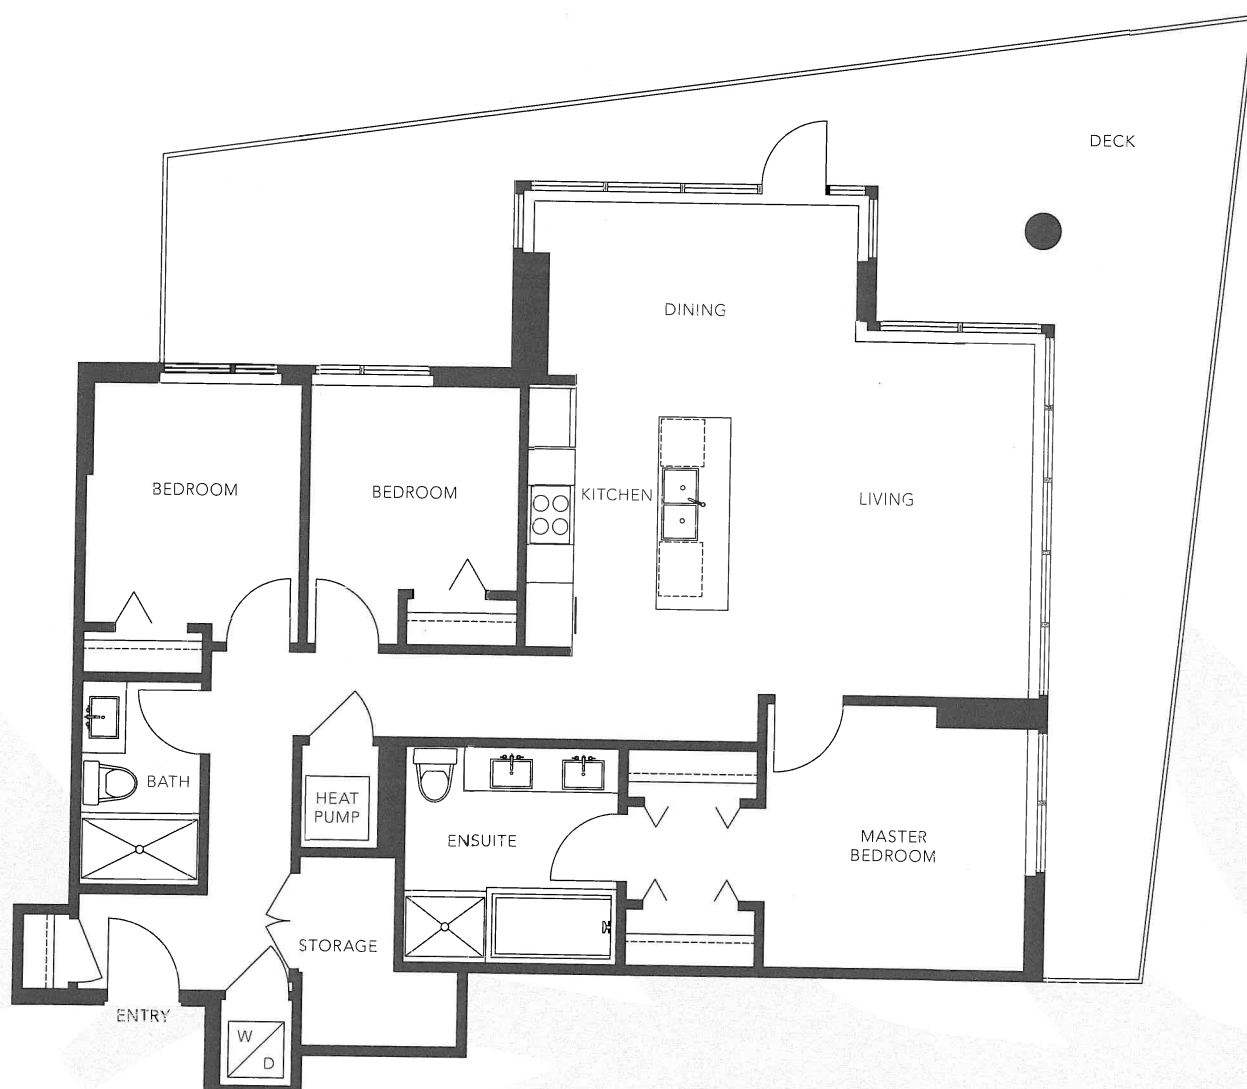 DECK
DINING
BEDROOM
BEDROOM
KITCHEN
LIVING
BATH
HEAT
PUMP
ENSUITE
MASTER
BEDROOM
STORAGE
ENTRY
W
D